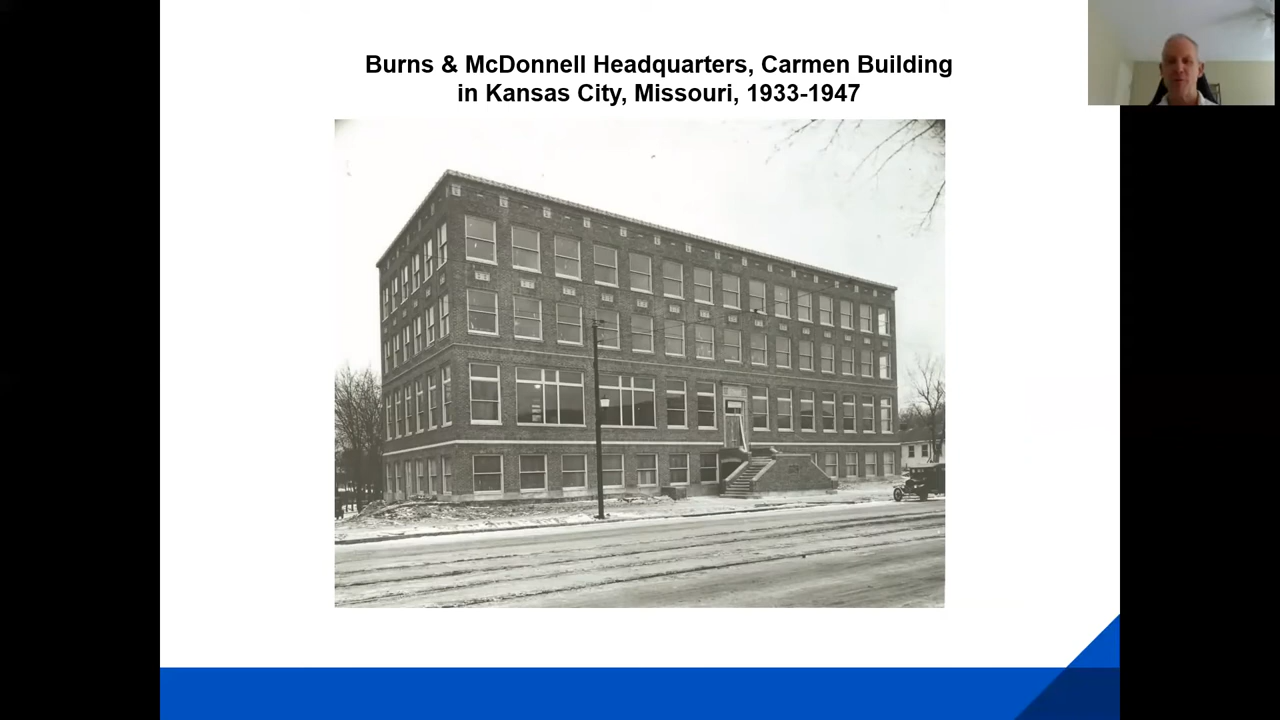 Burns & McDonnell Headquarters, Carmen Building
in Kansas City, Missouri, 1933-1947